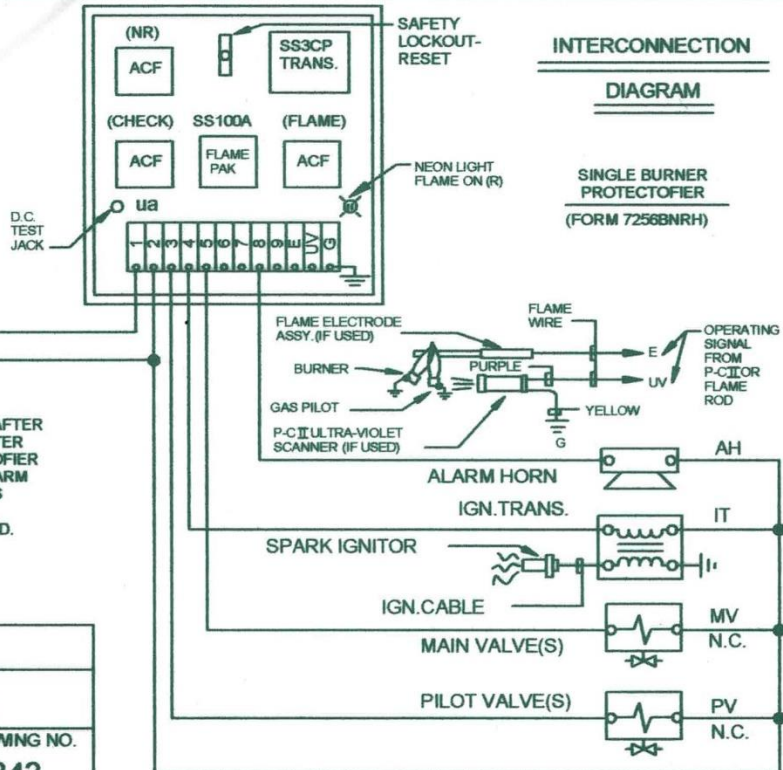 (NR)
ACF
SS3CP
TRANS.
SAFETY
LOCKOUT-
RESET
INTERCONNECTION
DIAGRAM
(CHECK) SS100A (FLAME)
ACF
FLAME
PAK
ACF
NEON LIGHT
FLAME ON (R)
SINGLE BURNER
PROTECTOFIER
(FORM 7256BNRH)
ua
D.C.
TEST
JACK
1 2 3 4 5 6 7 8 9 E UV G
FLAME ELECTRODE
ASSY.(IF USED)
FLAME
WIRE
BURNER
PURPLE
E
UV
OPERATING
SIGNAL
FROM
P-CII OR
FLAME
ROD
GAS PILOT
YELLOW
G
P-CII ULTRA-VIOLET
SCANNER (IF USED)
ALARM HORN
AH
IGN.TRANS.
IT
SPARK IGNITOR
IGN.CABLE
MAIN VALVE(S)
MV
N.C.
PILOT VALVE(S)
PV
N.C.
AFTER
TER
OFIER
ARM
S
D.
WING NO.